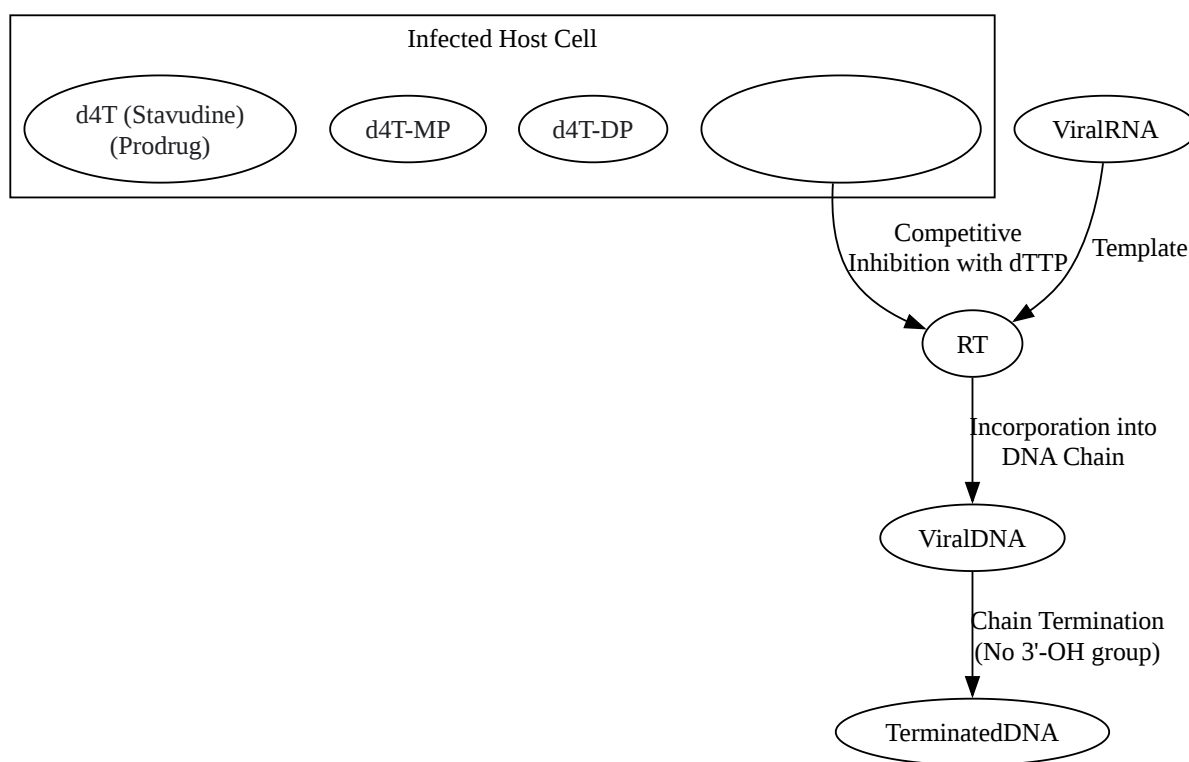 Infected Host Cell
d4T (Stavudine)
(Prodrug)
d4T-MP
d4T-DP
ViralRNA
Competitive
Inhibition with dTTP
Template
RT
Incorporation into
DNA Chain
ViralDNA
Chain Termination
(No 3'-OH group)
TerminatedDNA